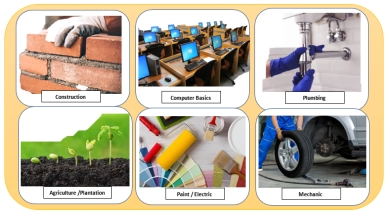 Construction
Computer Basics
Plumbing
Agriculture /Plantation
Paint / Electric
Mechanic